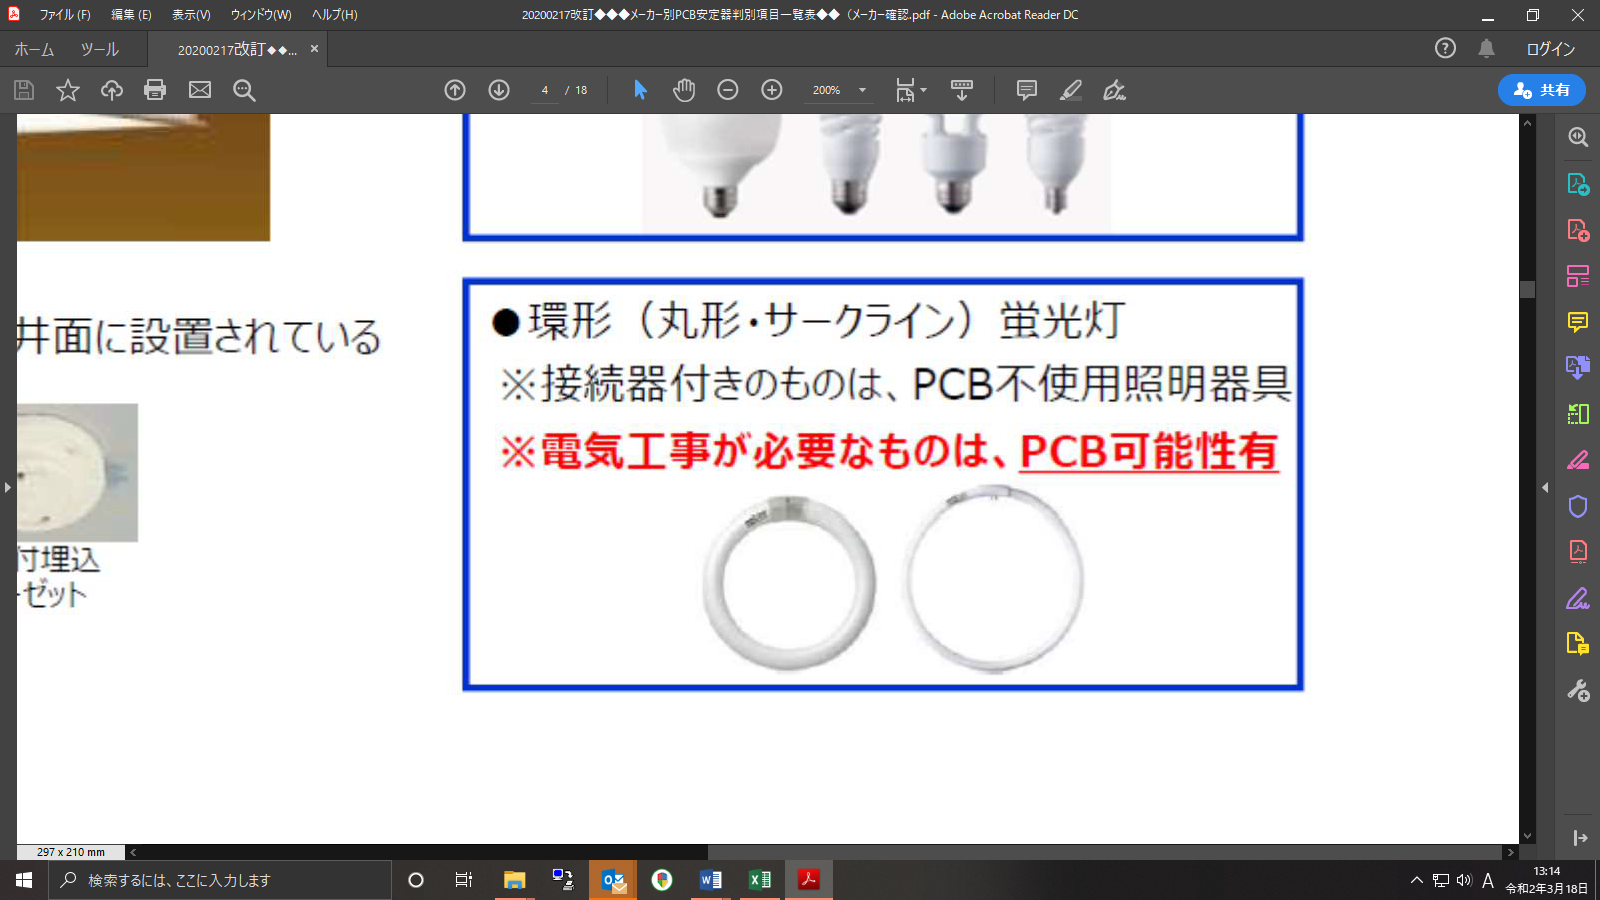 ファイル (F)　編集 (E)　表示(V)　ウィンドウ(W)　ヘルプ(H)
20200217改訂◆◆◆メーカー別PCB安定器判別項目一覧表◆◆（メーカー確認.pdf - Adobe Acrobat Reader DC
ホーム　ツール　20200217改訂◆◆... ×　ログイン
4 / 18　200%　共有
井面に設置されている
付埋込
ーゼット
●環形（丸形・サークライン）蛍光灯
※接続器付きのものは、PCB不使用照明器具
※電気工事が必要なものは、PCB可能性有
297 x 210 mm
検索するには、ここに入力します
A
13:14
令和2年3月18日